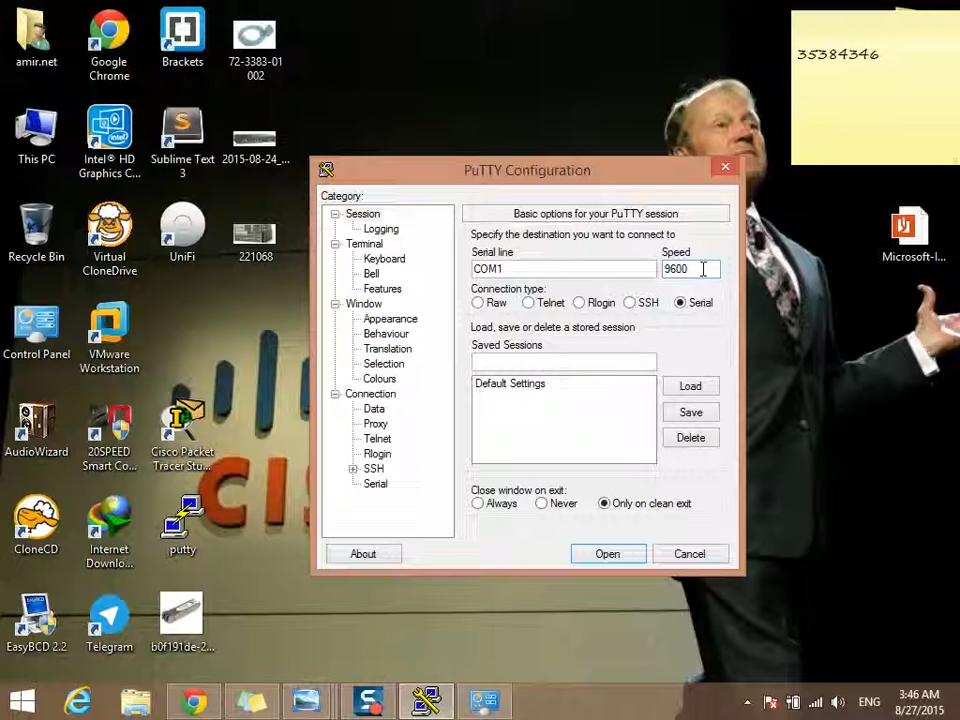 amir.net
Google
Chrome
Brackets
72-3383-01
002
This PC
Intel® HD
Graphics C...
Sublime Text
3
2015-08-24_...
Recycle Bin
Virtual
CloneDrive
UniFi
221068
Control Panel
VMware
Workstation
AudioWizard
20SPEED
Smart Co...
Cisco Packet
Tracer Stu...
CloneCD
Internet
Downlo...
putty
EasyBCD 2.2
Telegram
b0f191de-2...
CIS
35384346
Microsoft-I...
PuTTY Configuration
Category:
Session
Logging
Terminal
Keyboard
Bell
Features
Window
Appearance
Behaviour
Translation
Selection
Colours
Connection
Data
Proxy
Telnet
Rlogin
SSH
Serial
Basic options for your PuTTY session
Specify the destination you want to connect to
Serial line Speed
COM1 9600
Connection type:
Raw Telnet Rlogin SSH Serial
Load, save or delete a stored session
Saved Sessions
Default Settings
Load
Save
Delete
Close window on exit:
Always Never Only on clean exit
About Open Cancel
ENG
3:46 AM
8/27/2015